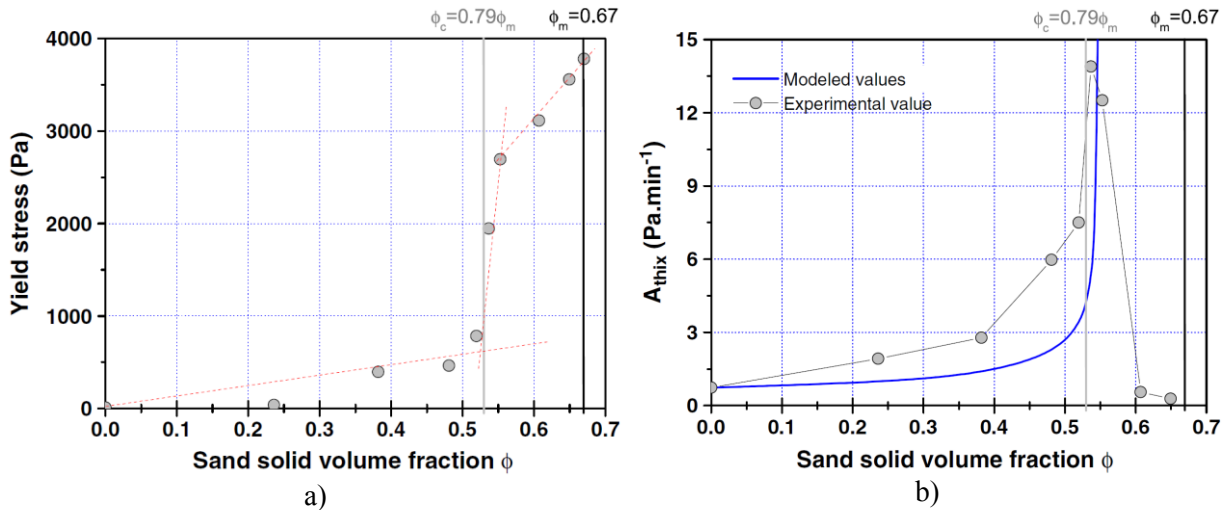 ϕc=0.79ϕm ϕm=0.67
4000
3000
2000
1000
0
Yield stress (Pa)
0.0 0.1 0.2 0.3 0.4 0.5 0.6 0.7
Sand solid volume fraction ϕ
a)
ϕc=0.79ϕm ϕm=0.67
15
12
9
6
3
0
Athix (Pa.min-1)
Modeled values
Experimental value
0.0 0.1 0.2 0.3 0.4 0.5 0.6 0.7
Sand solid volume fraction ϕ
b)